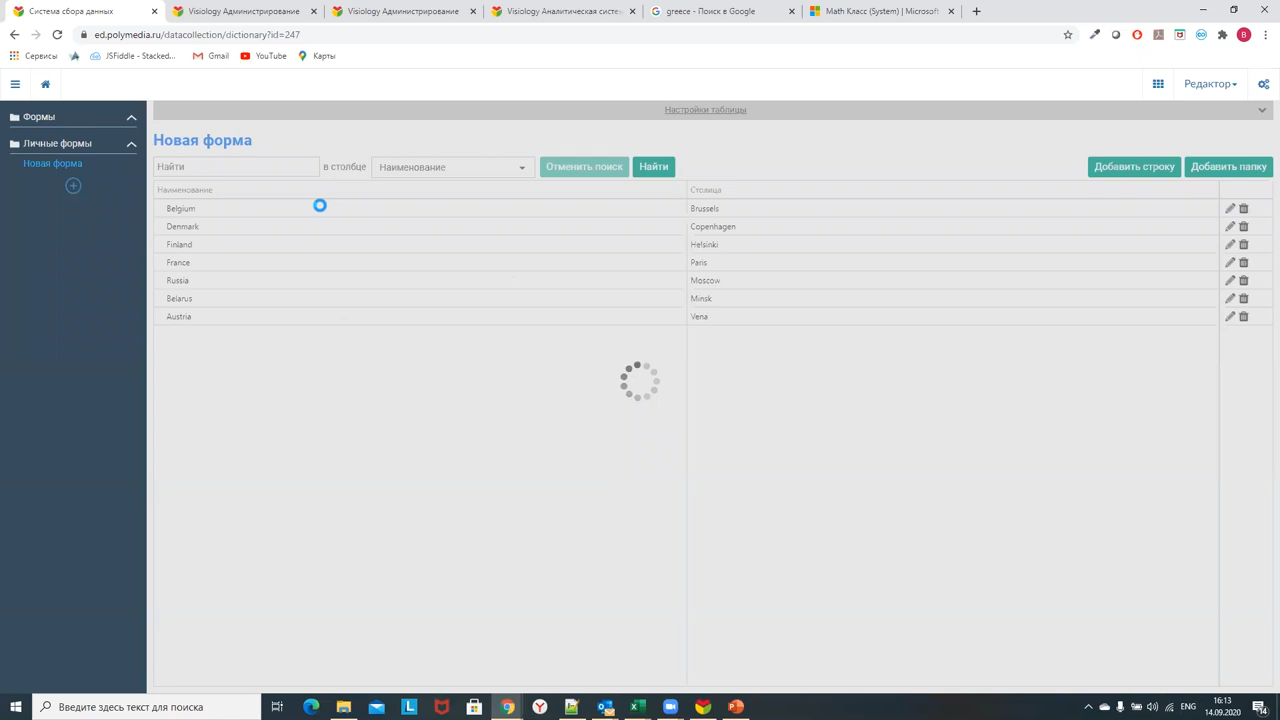 Система сбора данных
Visiology Администрирование
Visiology Администрирование
Visiology Аналитическая систе
greece - Поиск в Google
Math Класс (System) | Microsoft
ed.polymedia.ru/datacollection/dictionary?id=247
B
Сервисы
JSFiddle - Stacked...
Gmail
YouTube
Карты
Редактор
Формы
Личные формы
Новая форма
Настройки таблицы
Новая форма
Найти
в столбце
Наименование
Отменить поиск
Найти
Добавить строку
Добавить папку
Наименование Столица
Belgium Brussels
Denmark Copenhagen
Finland Helsinki
France Paris
Russia Moscow
Belarus Minsk
Austria Vena
Введите здесь текст для поиска
ENG
16:13
14.09.2020
14